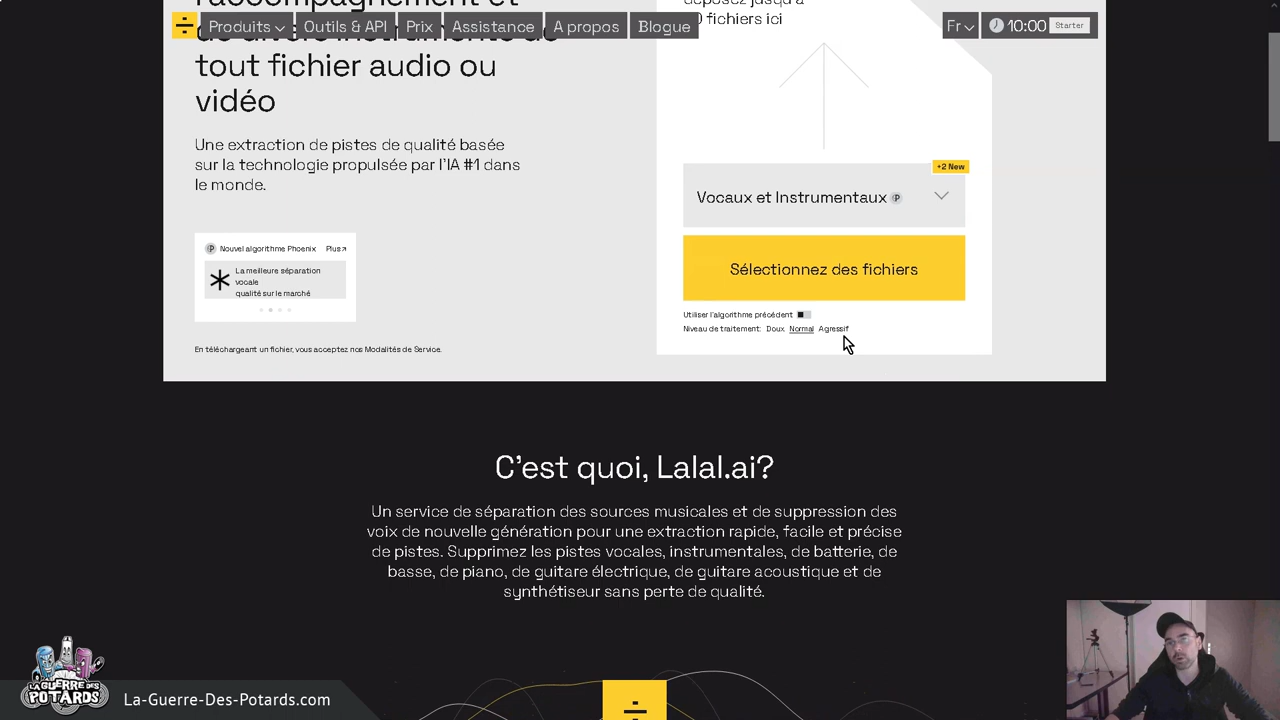 l'accompagnement et
Produits
Outils & API
Prix
Assistance
A propos
Blogue
Fr
10:00
Starter
tout fichier audio ou
vidéo
Une extraction de pistes de qualité basée
sur la technologie propulsée par l'IA #1 dans
le monde.
Nouvel algorithme Phoenix
Plus
La meilleure séparation
vocale
qualité sur le marché
En téléchargeant un fichier, vous acceptez nos Modalités de Service.
déposez jusqu'à
fichiers ici
+2 New
Vocaux et Instrumentaux
Sélectionnez des fichiers
Utiliser l'algorithme précédent
Niveau de traitement: Doux Normal Agressif
C'est quoi, Lalal.ai?
Un service de séparation des sources musicales et de suppression des
voix de nouvelle génération pour une extraction rapide, facile et précise
de pistes. Supprimez les pistes vocales, instrumentales, de batterie, de
basse, de piano, de guitare électrique, de guitare acoustique et de
synthétiseur sans perte de qualité.
LA GUERRE DES
POTARDS
La-Guerre-Des-Potards.com